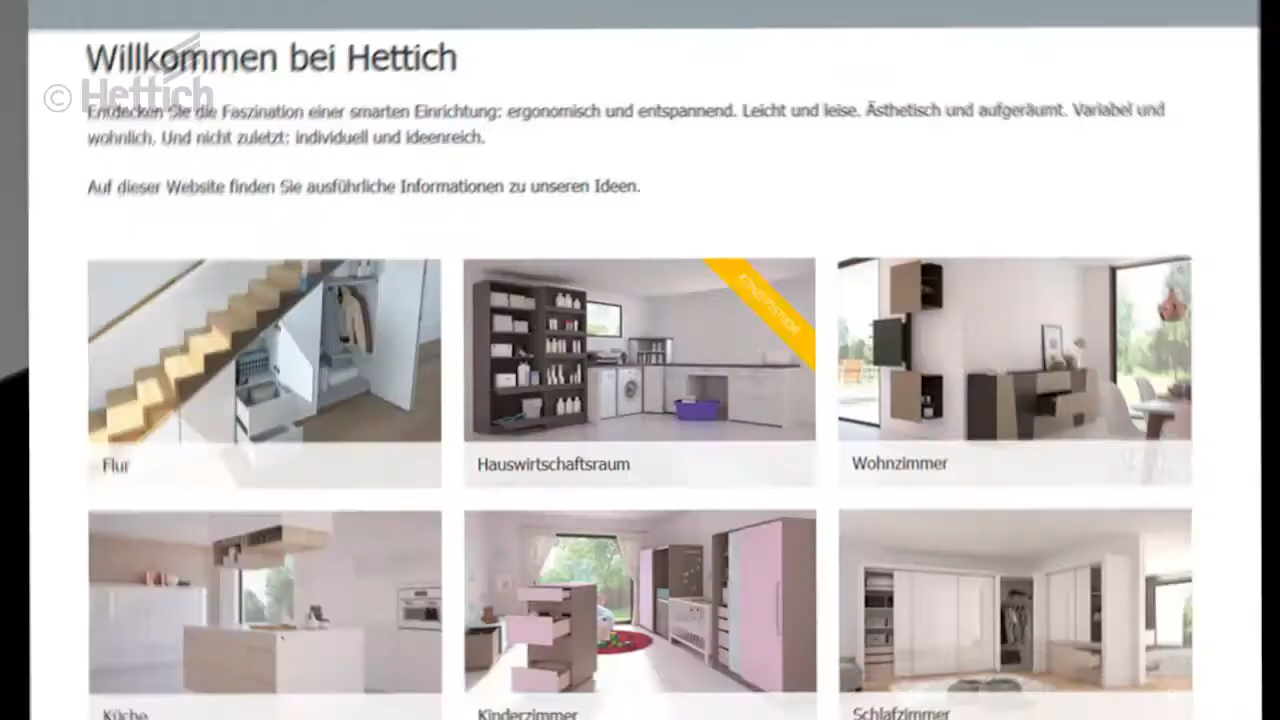 Willkommen bei Hettich
© Hettich
Entdecken Sie die Faszination einer smarten Einrichtung: ergonomisch und entspannend. Leicht und leise. Ästhetisch und aufgeräumt. Variabel und
wohnlich. Und nicht zuletzt: individuell und ideenreich.
Auf dieser Website finden Sie ausführliche Informationen zu unseren Ideen.
KONZEPTSTUDIE
Flur
Hauswirtschaftsraum
Wohnzimmer
Küche
Kinderzimmer
Schlafzimmer